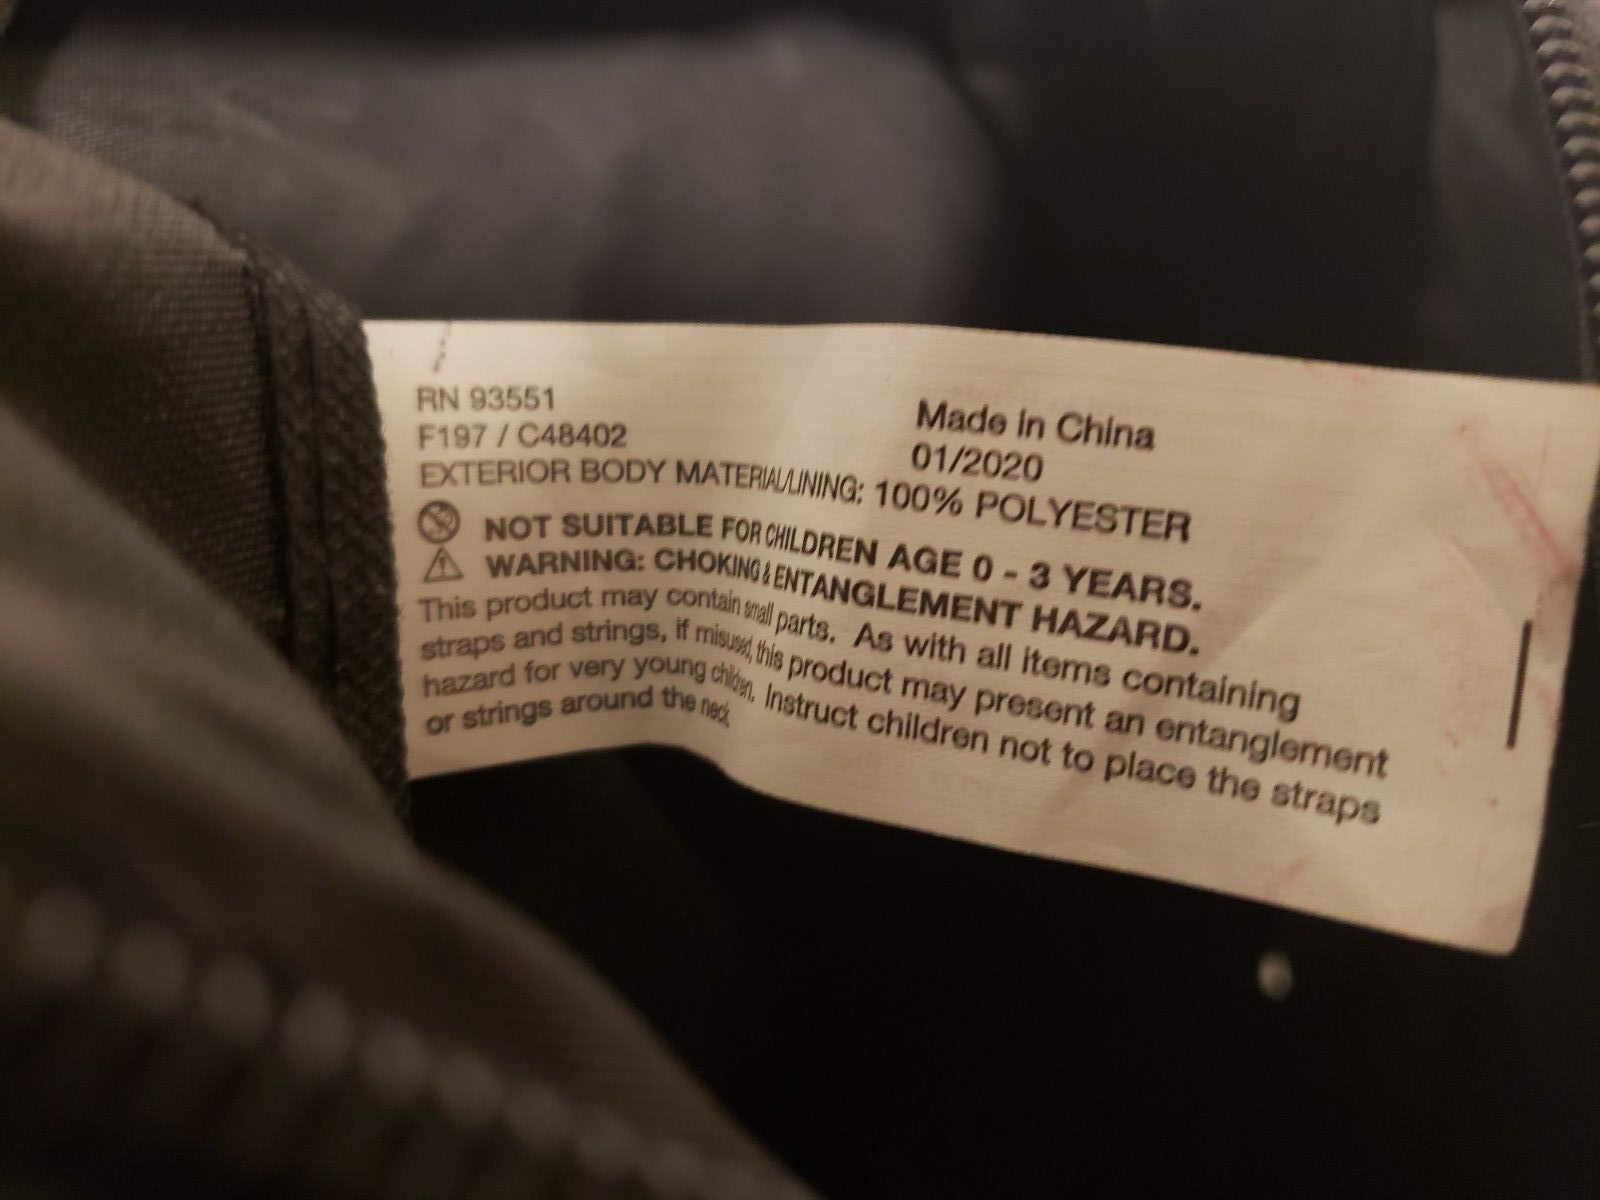 RN 93551
F197 / C48402
Made in China
01/2020
EXTERIOR BODY MATERIAL/LINING: 100% POLYESTER
NOT SUITABLE FOR CHILDREN AGE 0 - 3 YEARS.
WARNING: CHOKING & ENTANGLEMENT HAZARD.
This product may contain small parts. As with all items containing
straps and strings, if misused, this product may present an entanglement
hazard for very young children. Instruct children not to place the straps
or strings around the neck.